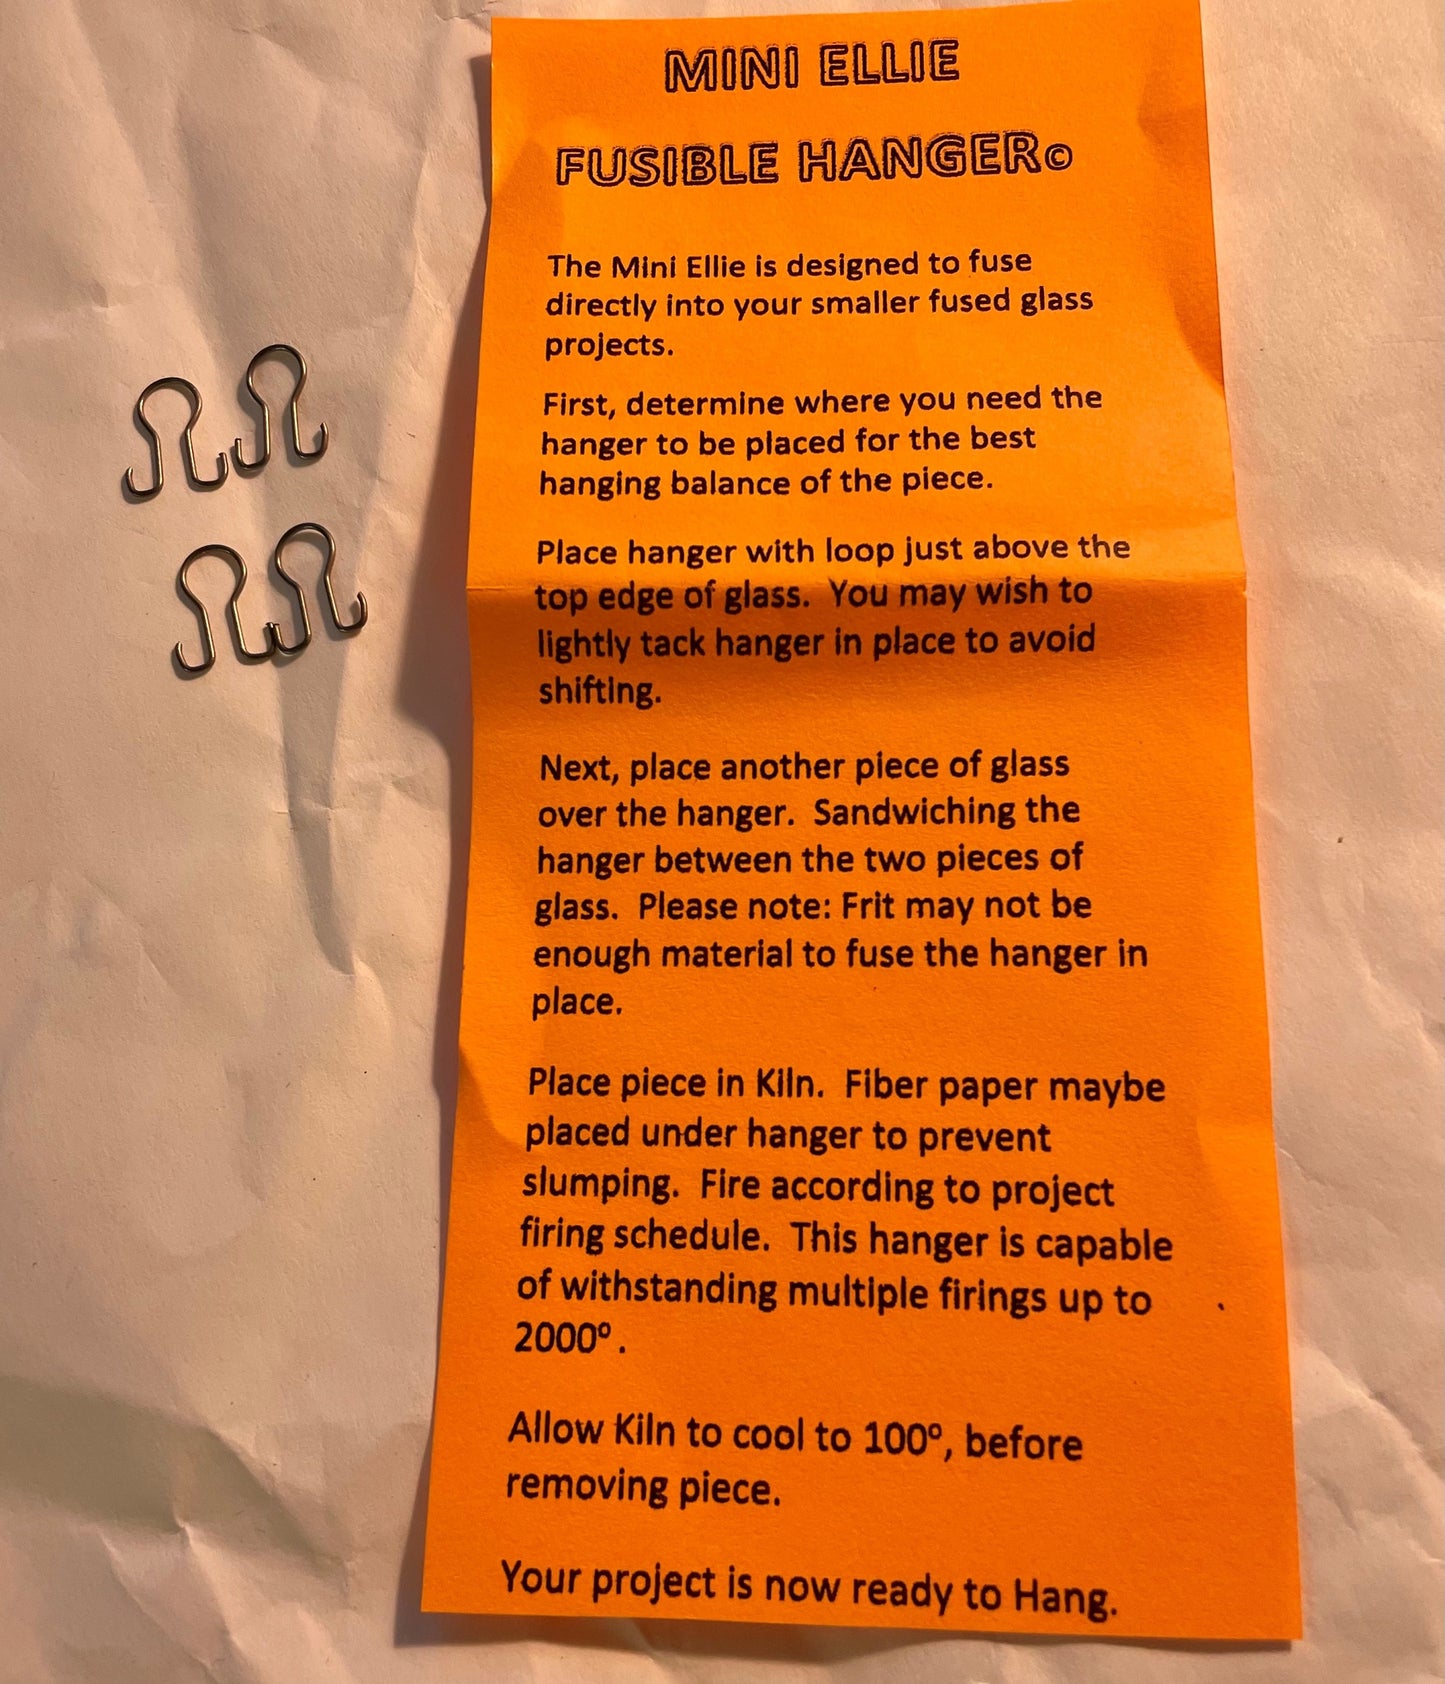 MINI ELLIE
FUSIBLE HANGER©
The Mini Ellie is designed to fuse
directly into your smaller fused glass
projects.
First, determine where you need the
hanger to be placed for the best
hanging balance of the piece.
Place hanger with loop just above the
top edge of glass.  You may wish to
lightly tack hanger in place to avoid
shifting.
Next, place another piece of glass
over the hanger.  Sandwiching the
hanger between the two pieces of
glass.  Please note: Frit may not be
enough material to fuse the hanger in
place.
Place piece in Kiln.  Fiber paper maybe
placed under hanger to prevent
slumping.  Fire according to project
firing schedule.  This hanger is capable
of withstanding multiple firings up to
2000º.
Allow Kiln to cool to 100º, before
removing piece.
Your project is now ready to Hang.